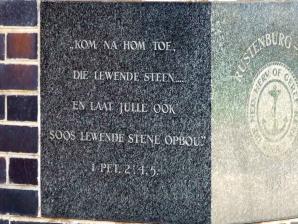 „KOM NA HOM TOE,
DIE LEWENDE STEEN....
EN LAAT JULLE OOK
SOOS LEWENDE STENE OPBOU.”
1 PET. 2:4,5.
RUSTENBURG